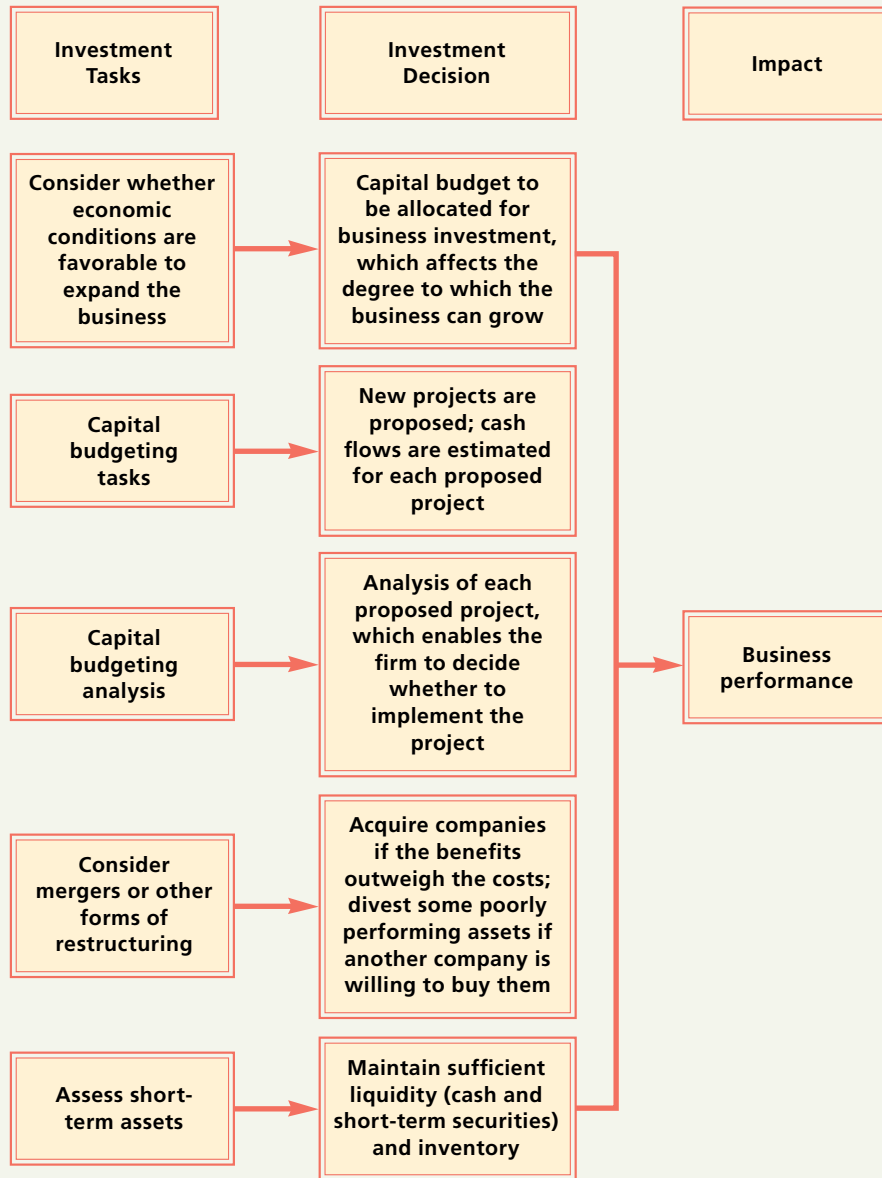 Investment
Tasks
Investment
Decision
Impact
Consider whether
economic
conditions are
favorable to
expand the
business
Capital budget to
be allocated for
business investment,
which affects the
degree to which the
business can grow
Capital
budgeting
tasks
New projects are
proposed; cash
flows are estimated
for each proposed
project
Capital
budgeting
analysis
Analysis of each
proposed project,
which enables the
firm to decide
whether to
implement the
project
Business
performance
Consider
mergers or other
forms of
restructuring
Acquire companies
if the benefits
outweigh the costs;
divest some poorly
performing assets if
another company is
willing to buy them
Assess short-
term assets
Maintain sufficient
liquidity (cash and
short-term securities)
and inventory